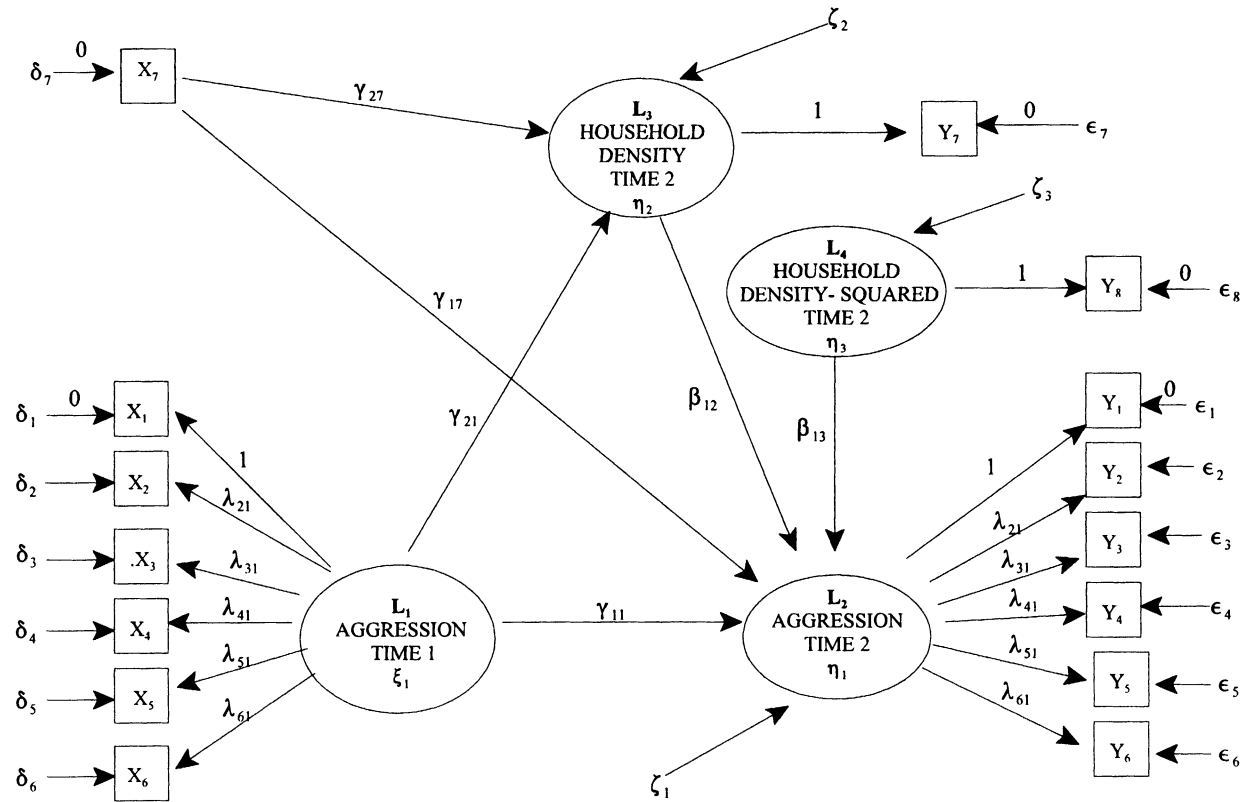 ζ₂
0
δ₇
X₇
γ₂₇
L₃
HOUSEHOLD
DENSITY
TIME 2
η₂
1
Y₇
0
ϵ₇
ζ₃
γ₁₇
L₄
HOUSEHOLD
DENSITY- SQUARED
TIME 2
η₃
1
Y₈
0
ϵ₈
γ₂₁
β₁₂
β₁₃
δ₁
0
X₁
1
δ₂
X₂
λ₂₁
δ₃
.X₃
λ₃₁
δ₄
X₄
λ₄₁
δ₅
X₅
λ₅₁
δ₆
X₆
λ₆₁
L₁
AGGRESSION
TIME 1
ξ₁
γ₁₁
L₂
AGGRESSION
TIME 2
η₁
ζ₁
1
Y₁
0
ϵ₁
λ₂₁
Y₂
ϵ₂
λ₃₁
Y₃
ϵ₃
λ₄₁
Y₄
ϵ₄
λ₅₁
Y₅
ϵ₅
λ₆₁
Y₆
ϵ₆